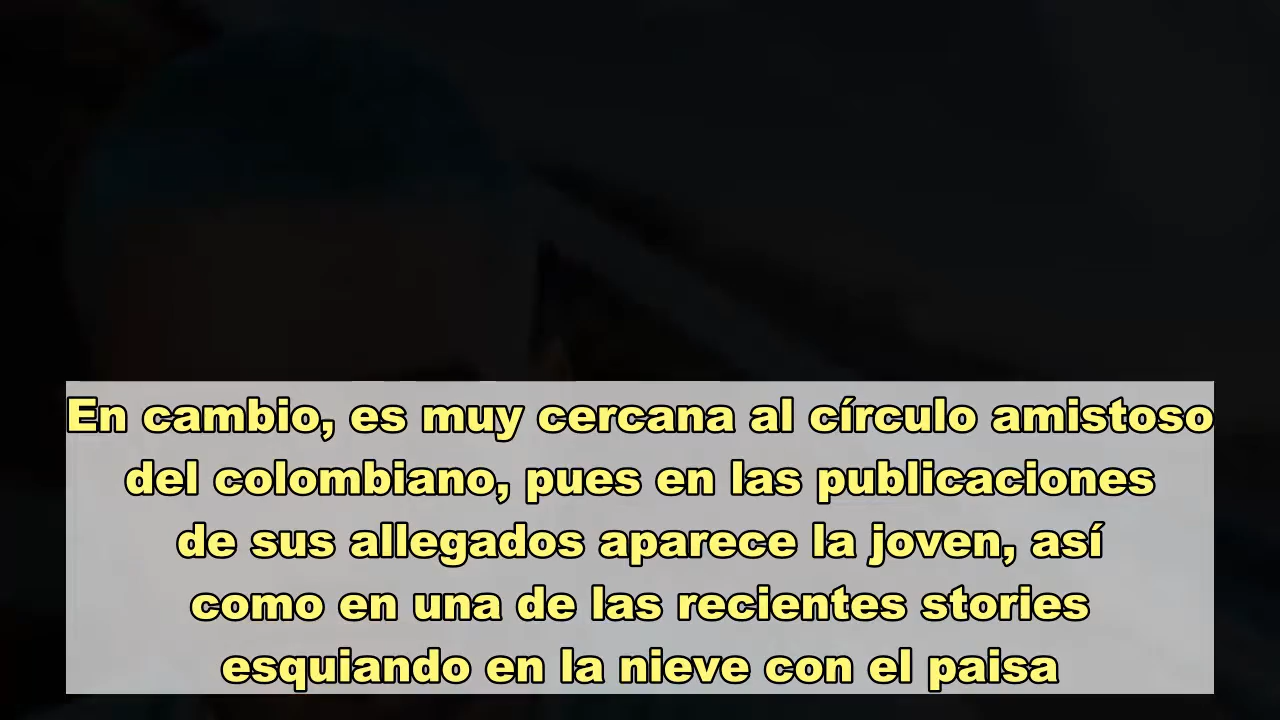 En cambio, es muy cercana al círculo amistoso
del colombiano, pues en las publicaciones
de sus allegados aparece la joven, así
como en una de las recientes stories
esquiando en la nieve con el paisa